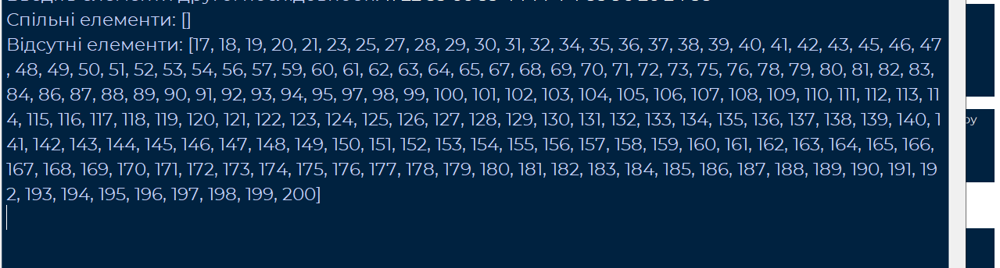 Спільні елементи: []
Відсутні елементи: [17, 18, 19, 20, 21, 23, 25, 27, 28, 29, 30, 31, 32, 34, 35, 36, 37, 38, 39, 40, 41, 42, 43, 45, 46, 47
, 48, 49, 50, 51, 52, 53, 54, 56, 57, 59, 60, 61, 62, 63, 64, 65, 67, 68, 69, 70, 71, 72, 73, 75, 76, 78, 79, 80, 81, 82, 83,
84, 86, 87, 88, 89, 90, 91, 92, 93, 94, 95, 97, 98, 99, 100, 101, 102, 103, 104, 105, 106, 107, 108, 109, 110, 111, 112, 113, 11
4, 115, 116, 117, 118, 119, 120, 121, 122, 123, 124, 125, 126, 127, 128, 129, 130, 131, 132, 133, 134, 135, 136, 137, 138, 139, 140, 1
41, 142, 143, 144, 145, 146, 147, 148, 149, 150, 151, 152, 153, 154, 155, 156, 157, 158, 159, 160, 161, 162, 163, 164, 165, 166,
167, 168, 169, 170, 171, 172, 173, 174, 175, 176, 177, 178, 179, 180, 181, 182, 183, 184, 185, 186, 187, 188, 189, 190, 191, 19
2, 193, 194, 195, 196, 197, 198, 199, 200]